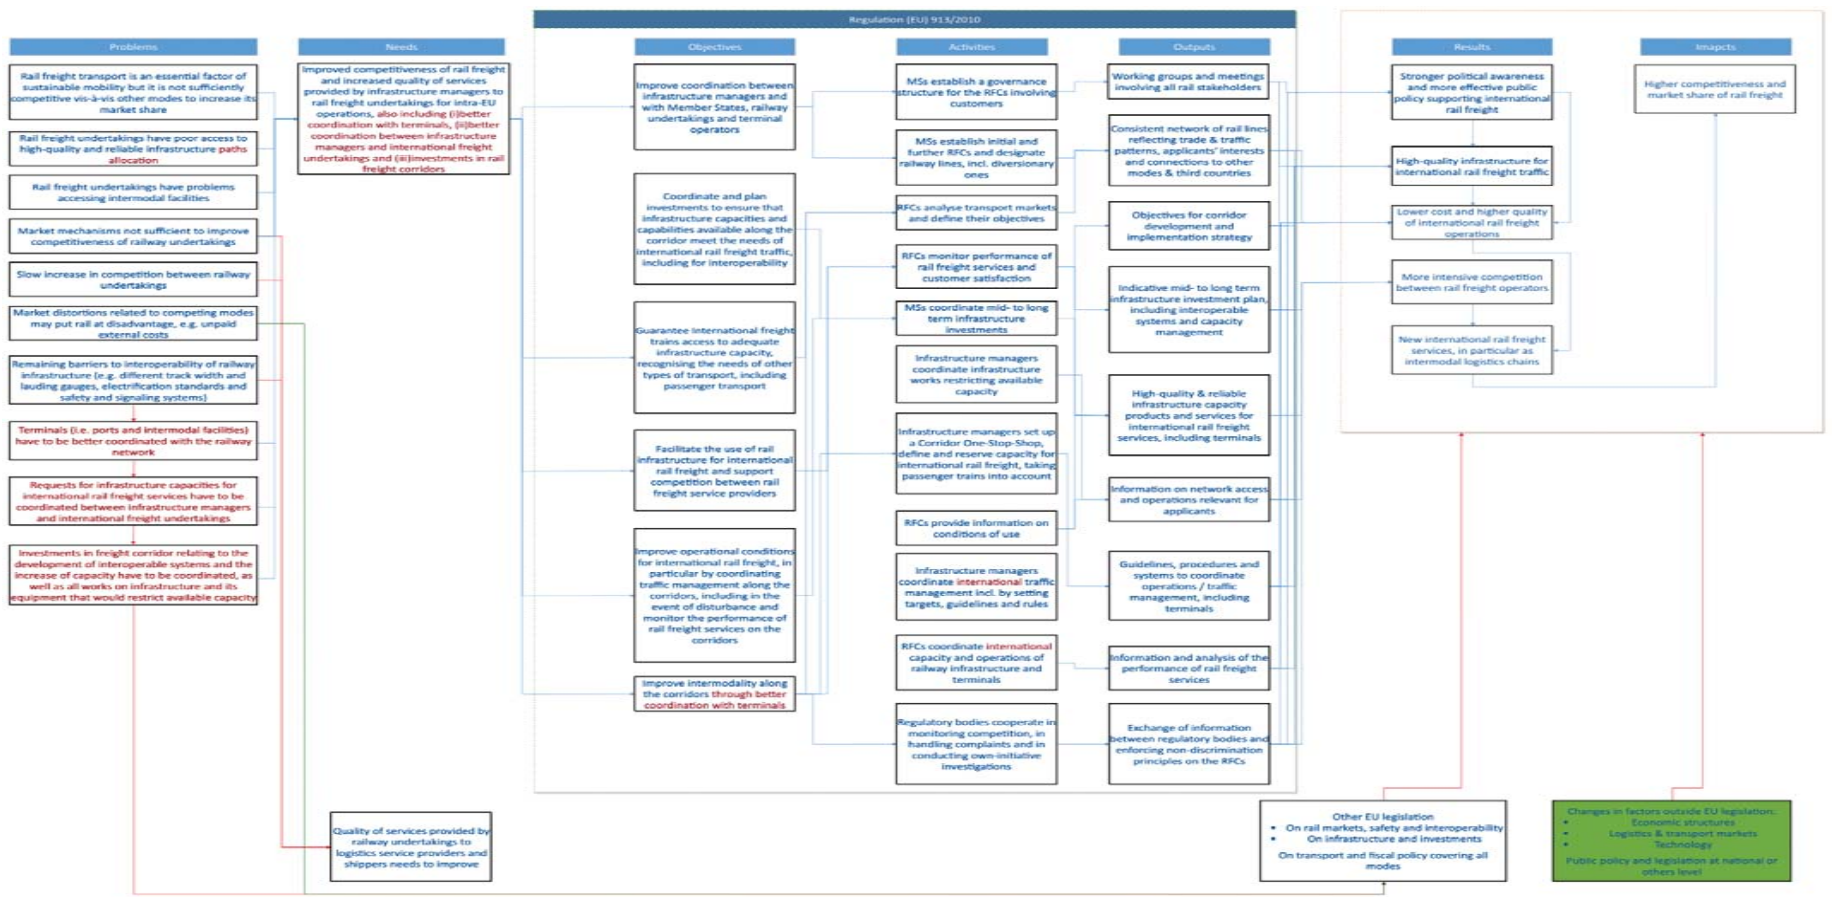 Regulation (EU) 913/2010
Problems
Rail freight transport is an essential factor of
sustainable mobility but it is not sufficiently
competitive vis-à-vis other modes to increase its
market share
Rail freight undertakings have poor access to
high-quality and reliable infrastructure paths
allocation
Rail freight undertakings have problems
accessing intermodal facilities
Market mechanisms not sufficient to improve
competitiveness of railway undertakings
Slow increase in competition between railway
undertakings
Market distortions related to competing modes
may put rail at disadvantage, e.g. unpaid
external costs
Remaining barriers to interoperability of railway
infrastructure (e.g. different track width and
lauding gauges, electrification standards and
safety and signaling systems)
Terminals (i.e. ports and intermodal facilities)
have to be better coordinated with the railway
network
Requests for infrastructure capacities for
international rail freight services have to be
coordinated between infrastructure managers
and international freight undertakings
Investments in freight corridor relating to the
development of interoperable systems and the
increase of capacity have to be coordinated, as
well as all works on infrastructure and its
equipment that would restrict available capacity
Needs
Improved competitiveness of rail freight
and increased quality of services
provided by infrastructure managers to
rail freight undertakings for intra-EU
operations, also including (i)better
coordination with terminals, (ii)better
coordination between infrastructure
managers and international freight
undertakings and (iii)investments in rail
freight corridors
Quality of services provided by
railway undertakings to
logistics service providers and
shippers needs to improve
Objectives
Improve coordination between
infrastructure managers and
with Member States, railway
undertakings and terminal
operators
Coordinate and plan
investments to ensure that
infrastructure capacities and
capabilities available along the
corridor meet the needs of
international rail freight traffic,
including for interoperability
Guarantee international freight
trains access to adequate
infrastructure capacity,
recognising the needs of other
types of transport, including
passenger transport
Facilitate the use of rail
infrastructure for international
rail freight and support
competition between rail
freight service providers
Improve operational conditions
for international rail freight, in
particular by coordinating
traffic management along the
corridors, including in the
event of disturbance and
monitor the performance of
rail freight services on the
corridors
Improve intermodality along
the corridors through better
coordination with terminals
Activities
MSs establish a governance
structure for the RFCs involving
customers
MSs establish initial and
further RFCs and designate
railway lines, incl. diversionary
ones
RFCs analyse transport markets
and define their objectives
RFCs monitor performance of
rail freight services and
customer satisfaction
MSs coordinate mid- to long
term infrastructure
investments
Infrastructure managers
coordinate infrastructure
works restricting available
capacity
Infrastructure managers set up
a Corridor One-Stop-Shop,
define and reserve capacity for
international rail freight, taking
passenger trains into account
RFCs provide information on
conditions of use
Infrastructure managers
coordinate international traffic
management incl. by setting
targets, guidelines and rules
RFCs coordinate international
capacity and operations of
railway infrastructure and
terminals
Regulatory bodies cooperate in
monitoring competition, in
handling complaints and in
conducting own-initiative
investigations
Outputs
Working groups and meetings
involving all rail stakeholders
Consistent network of rail lines
reflecting trade & traffic
patterns, applicants' interests
and connections to other
modes & third countries
Objectives for corridor
development and
implementation strategy
Indicative mid- to long term
infrastructure investment plan,
including interoperable
systems and capacity
management
High-quality & reliable
infrastructure capacity
products and services for
international rail freight
services, including terminals
Information on network access
and operations relevant for
applicants
Guidelines, procedures and
systems to coordinate
operations / traffic
management, including
terminals
Information and analysis of the
performance of rail freight
services
Exchange of information
between regulatory bodies and
enforcing non-discrimination
principles on the RFCs
Results
Stronger political awareness
and more effective public
policy supporting international
rail freight
High-quality infrastructure for
international rail freight traffic
Lower cost and higher quality
of international rail freight
operations
More intensive competition
between rail freight operators
New international rail freight
services, in particular as
intermodal logistics chains
Imapcts
Higher competitiveness and
market share of rail freight
Other EU legislation
• On rail markets, safety and interoperability
• On infrastructure and investments
On transport and fiscal policy covering all
modes
Changes in factors outside EU legislation.
• Economic structures
• Logistics & transport markets
• Technology
Public policy and legislation at national or
others level